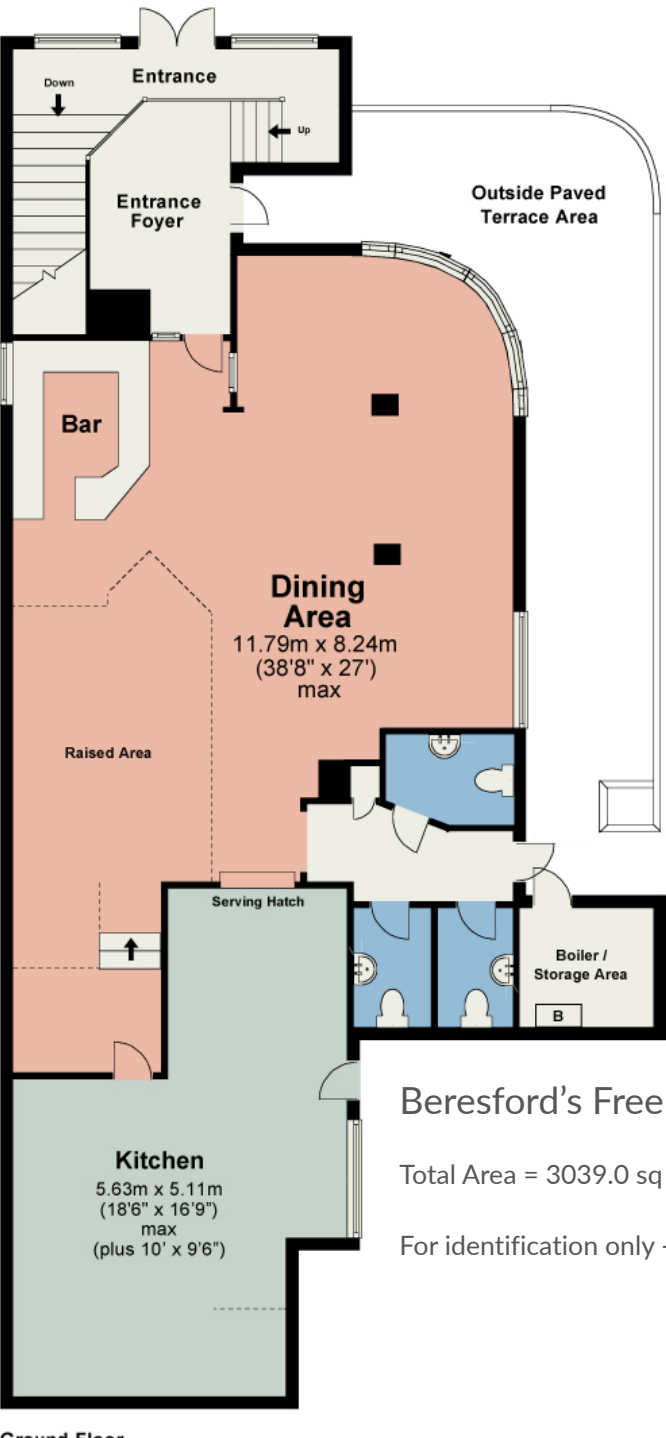 Entrance
Down
Up
Entrance
Foyer
Outside Paved
Terrace Area
Bar
Dining
Area
11.79m x 8.24m
(38'8" x 27')
max
Raised Area
Serving Hatch
Boiler /
Storage Area
B
Kitchen
5.63m x 5.11m
(18'6" x 16'9")
max
(plus 10' x 9'6")
Beresford's Free
Total Area = 3039.0 sq
For identification only -
Ground Floor